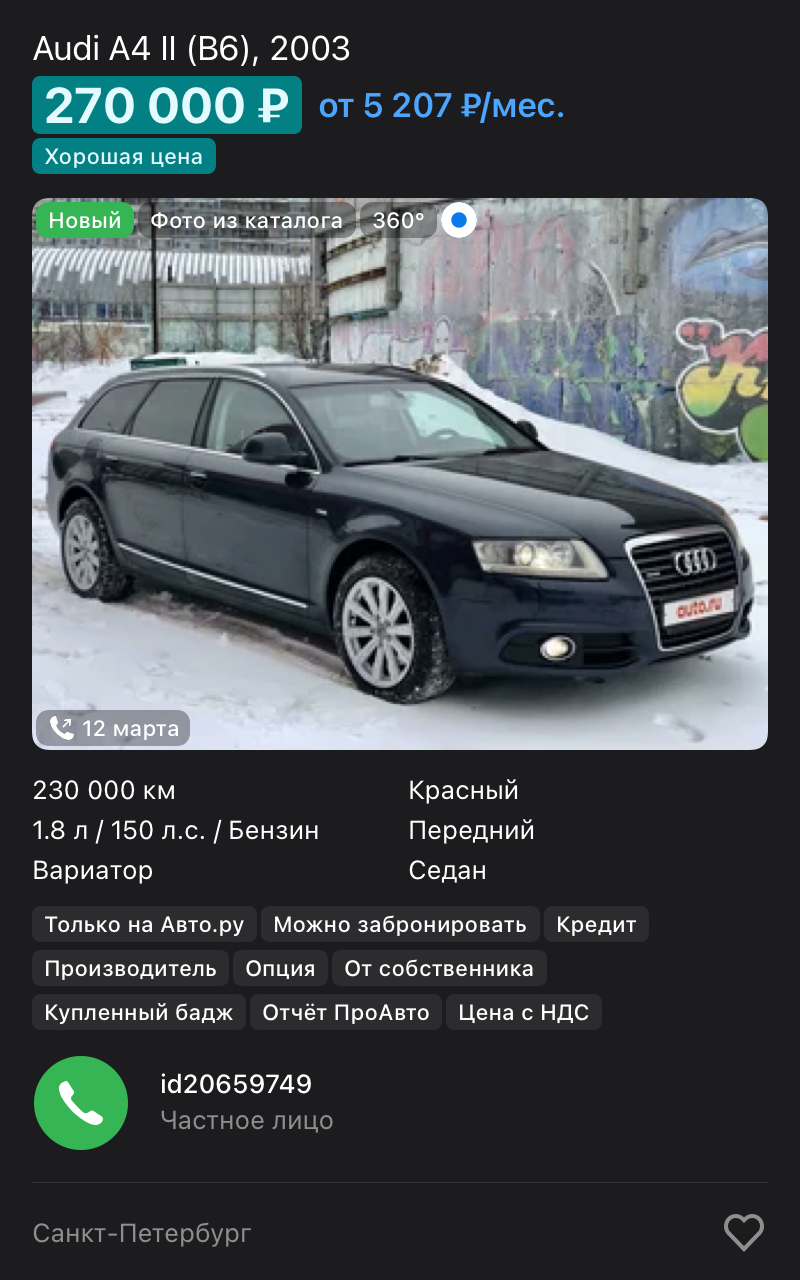 Audi A4 II (B6), 2003
270 000 ₽ от 5 207 ₽/мес.
Хорошая цена
Новый Фото из каталога 360°
auto.ru
12 марта
230 000 км Красный
1.8 л / 150 л.с. / Бензин Передний
Вариатор Седан
Только на Авто.ру Можно забронировать Кредит
Производитель Опция От собственника
Купленный бадж Отчёт ПроАвто Цена с НДС
id20659749
Частное лицо
Санкт-Петербург